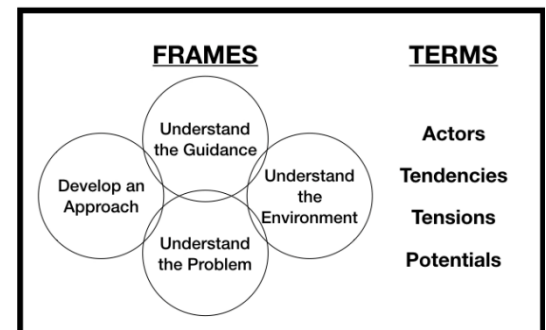 FRAMES
Understand
the Guidance
Develop an
Approach
Understand
the
Environment
Understand
the Problem
TERMS
Actors
Tendencies
Tensions
Potentials